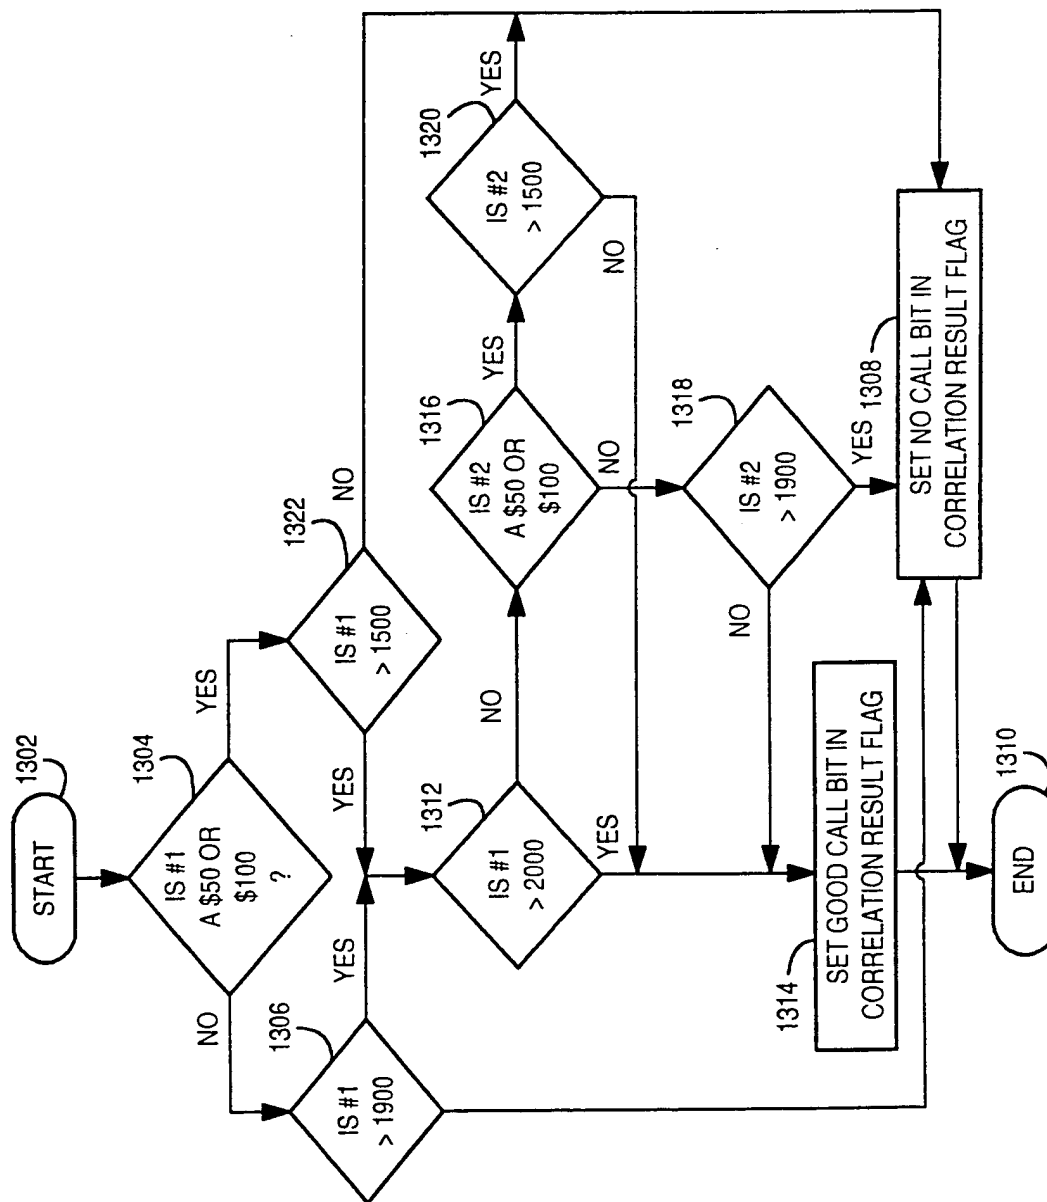 START
1302
IS #1
A $50 OR
$100
?
1304
NO
YES
IS #1
> 1900
1306
YES
IS #1
> 1500
1322
YES
NO
IS #1
> 2000
1312
YES
NO
IS #2
A $50 OR
$100
1316
YES
NO
IS #2
> 1500
1320
YES
NO
IS #2
> 1900
1318
NO
YES
SET GOOD CALL BIT IN
CORRELATION RESULT FLAG
1314
SET NO CALL BIT IN
CORRELATION RESULT FLAG
1308
END
1310